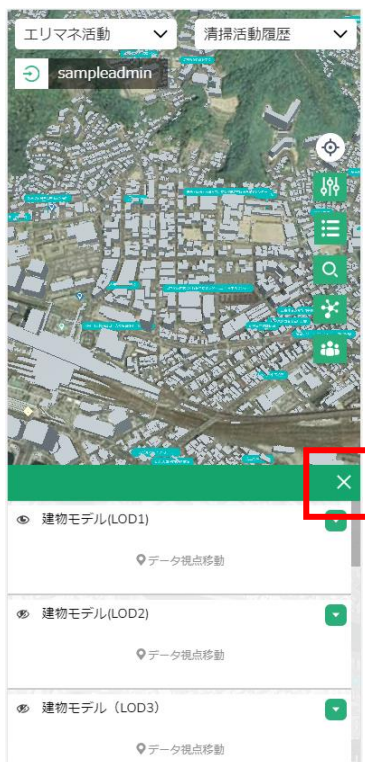 エリマネ活動
清掃活動履歴
sampleadmin
建物モデル(LOD1)
データ視点移動
建物モデル(LOD2)
データ視点移動
建物モデル（LOD3）
データ視点移動